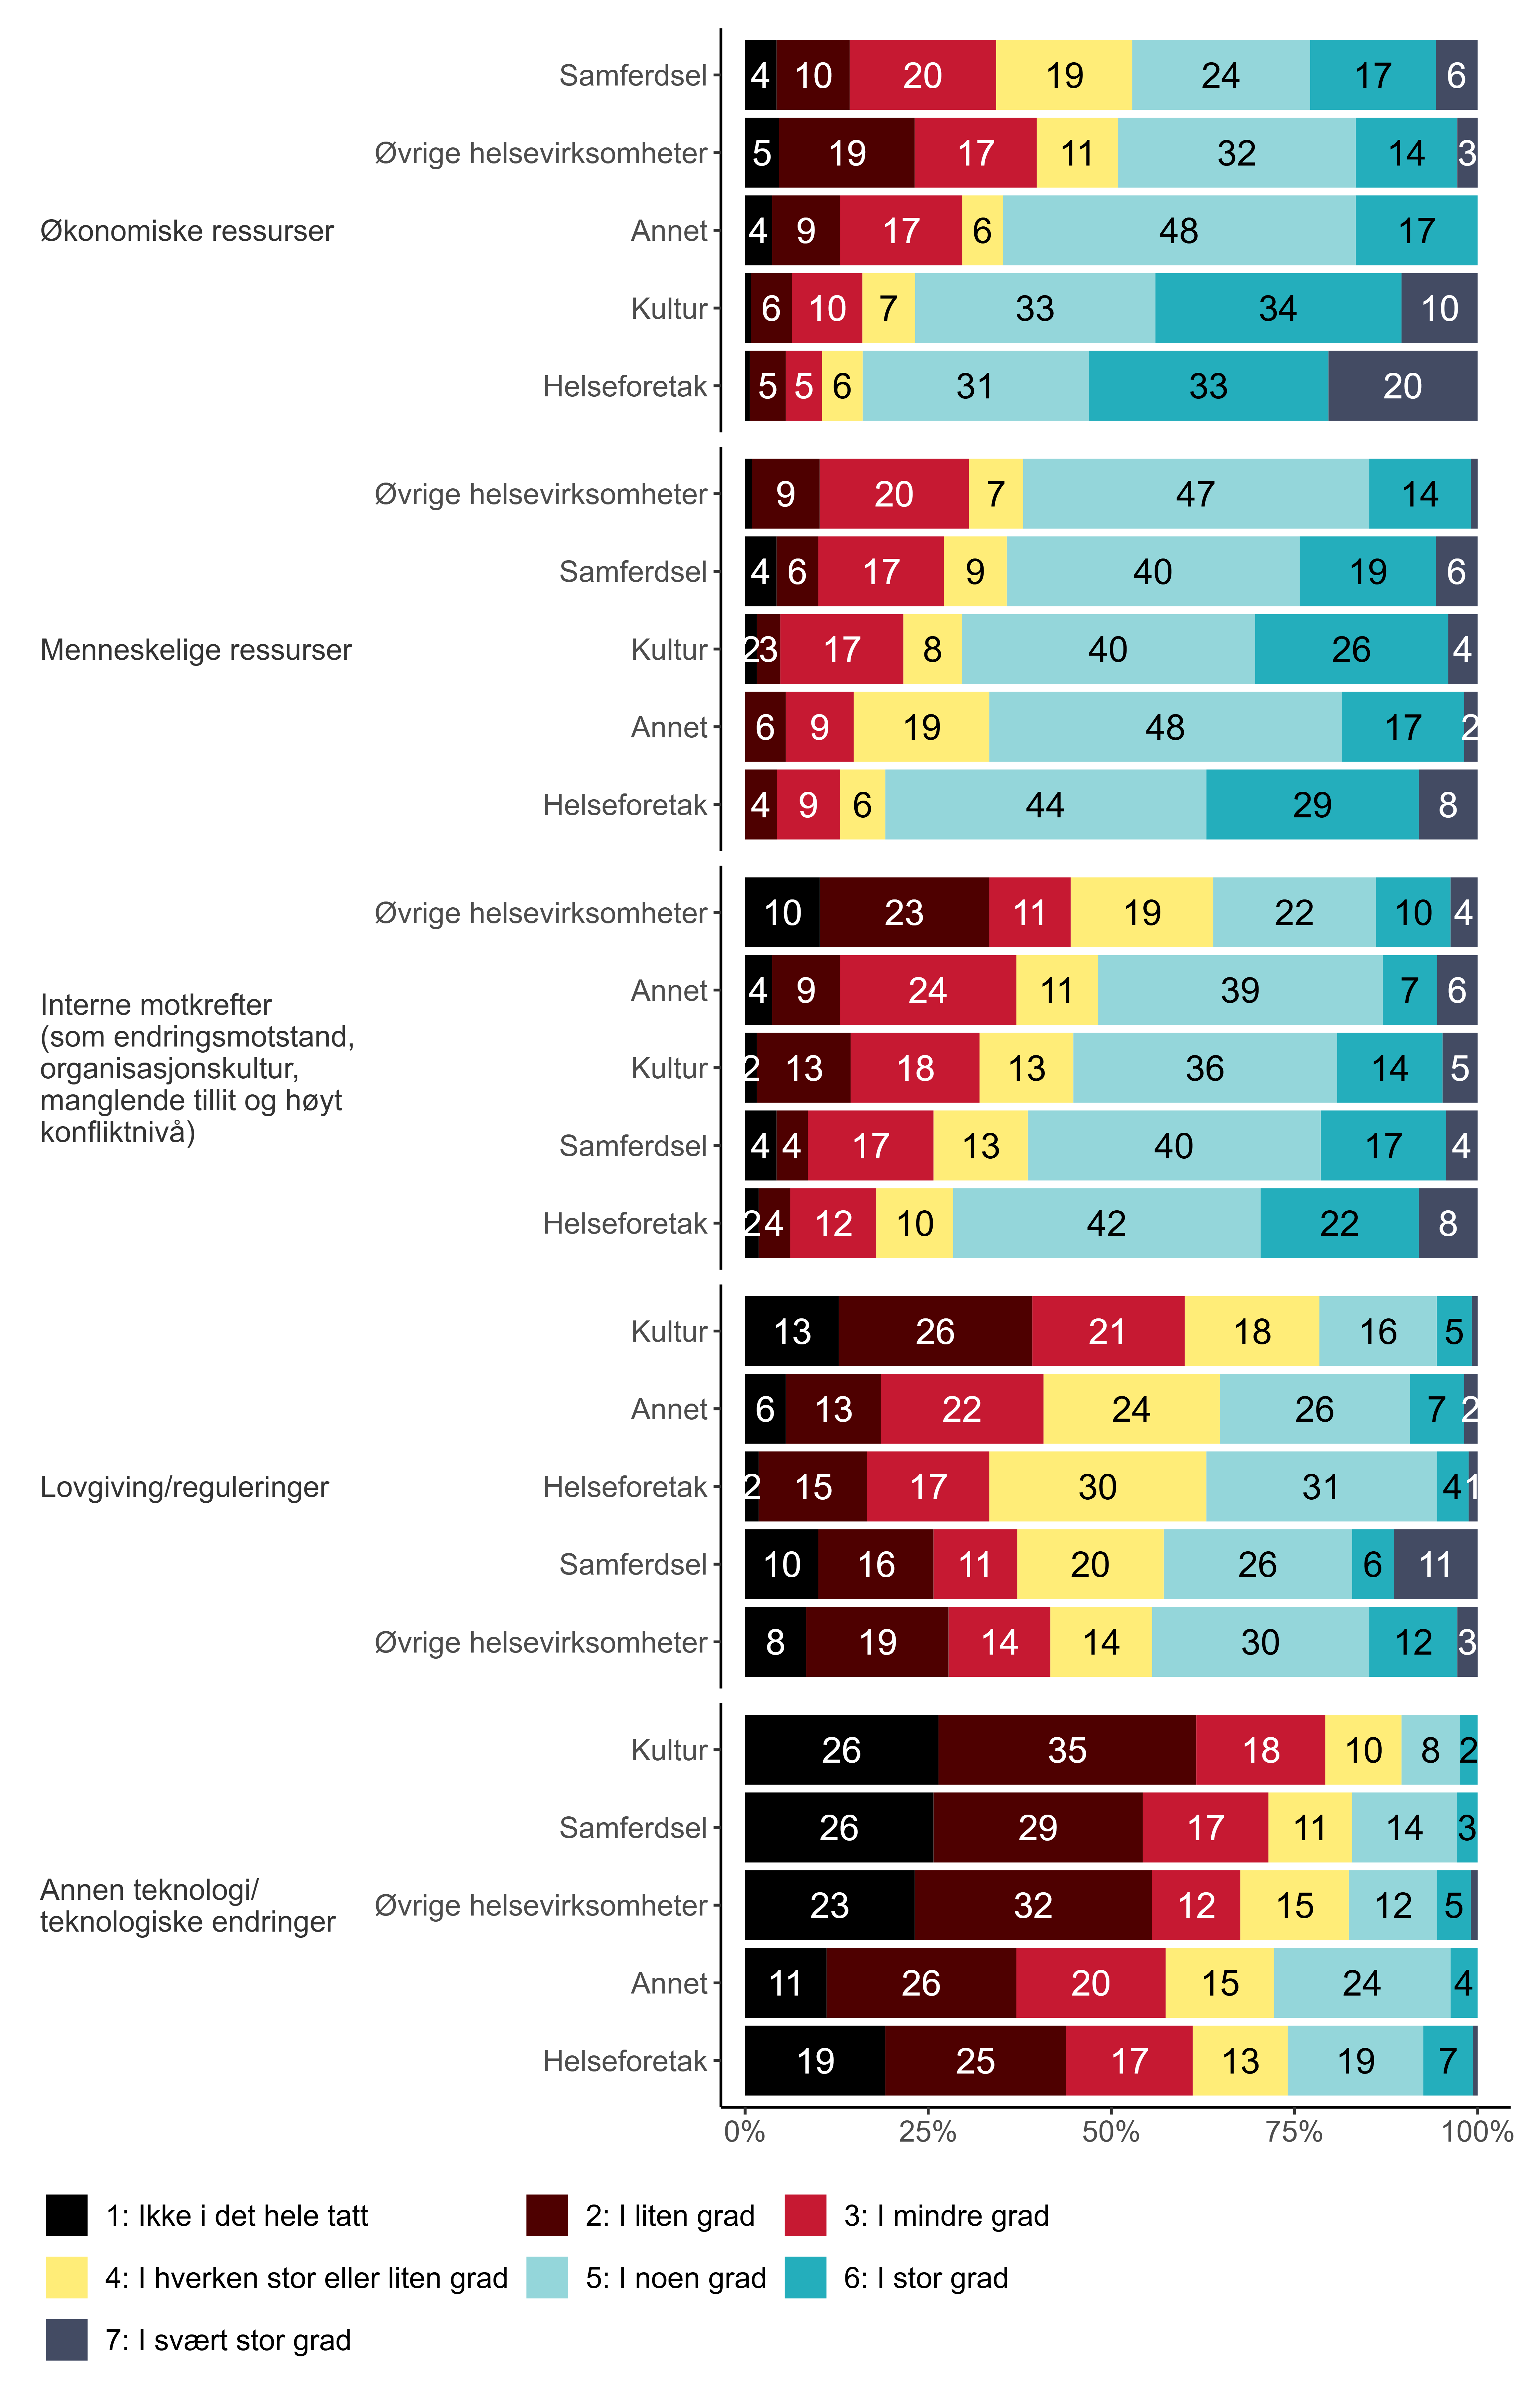 Økonomiske ressurser
Samferdsel 4 10 20 19 24 17 6
Øvrige helsevirksomheter 5 19 17 11 32 14 3
Annet 4 9 17 6 48 17
Kultur 6 10 7 33 34 10
Helseforetak 5 5 6 31 33 20
Menneskelige ressurser
Øvrige helsevirksomheter 9 20 7 47 14
Samferdsel 4 6 17 9 40 19 6
Kultur 2 3 17 8 40 26 4
Annet 6 9 19 48 17 2
Helseforetak 4 9 6 44 29 8
Interne motkrefter
(som endringsmotstand,
organisasjonskultur,
manglende tillit og høyt
konfliktnivå)
Øvrige helsevirksomheter 10 23 11 19 22 10 4
Annet 4 9 24 11 39 7 6
Kultur 2 13 18 13 36 14 5
Samferdsel 4 4 17 13 40 17 4
Helseforetak 2 4 12 10 42 22 8
Lovgiving/reguleringer
Kultur 13 26 21 18 16 5
Annet 6 13 22 24 26 7 2
Helseforetak 2 15 17 30 31 4 1
Samferdsel 10 16 11 20 26 6 11
Øvrige helsevirksomheter 8 19 14 14 30 12 3
Annen teknologi/
teknologiske endringer
Kultur 26 35 18 10 8 2
Samferdsel 26 29 17 11 14 3
Øvrige helsevirksomheter 23 32 12 15 12 5
Annet 11 26 20 15 24 4
Helseforetak 19 25 17 13 19 7
0% 25% 50% 75% 100%
1: Ikke i det hele tatt 2: I liten grad 3: I mindre grad
4: I hverken stor eller liten grad 5: I noen grad 6: I stor grad
7: I svært stor grad